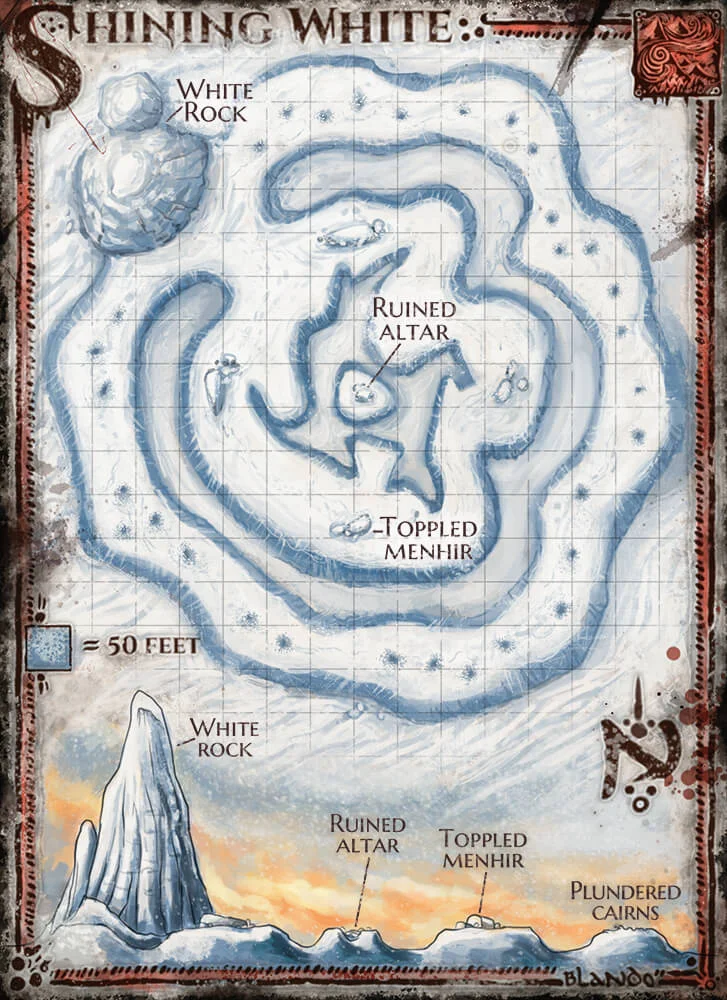 SHINING WHITE
WHITE
ROCK
RUINED
ALTAR
TOPPLED
MENHIR
= 50 FEET
N
WHITE
ROCK
RUINED
ALTAR
TOPPLED
MENHIR
PLUNDERED
CAIRNS
BLANDO